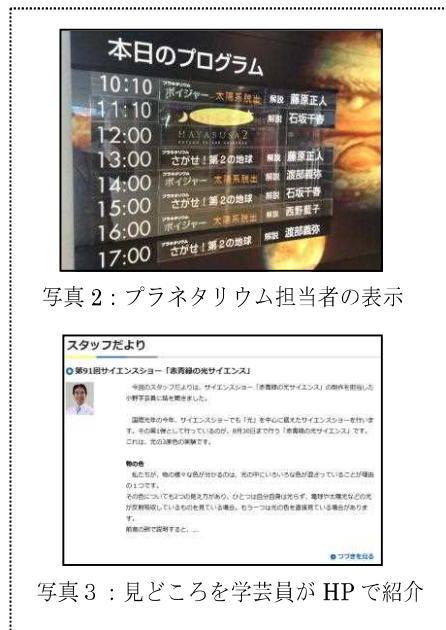 本日のプログラム
10:10 プラネタリウム ボイジャー 太陽系脱出 解説 藤原正人
11:10 解説 石坂千春
12:00 HAYABUSA2
13:00 プラネタリウム さがせ!第2の地球 解説 藤原正人
14:00 ボイジャー 太陽系脱出 解説 渡部義弥
15:00 さがせ!第2の地球 解説 石坂千春
16:00 ボイジャー 太陽系脱出 解説 西野藍子
17:00 さがせ!第2の地球 解説 渡部義弥
写真 2:プラネタリウム担当者の表示
スタッフだより
第91回サイエンスショー「赤青緑の光サイエンス」
今回のスタッフだよりは、サイエンスショー「赤青緑の光サイエンス」の制作を担当した
小野学芸員に話を聞きました。
国際光年の今年、サイエンスショーでも「光」を中心に据えたサイエンスショーを行いま
す。その第1弾として行っているのが、8月30日まで行う「赤青緑の光サイエンス」です。
これは、光の3原色の実験です。
物の色
私たちが、物の様々な色が分かるのは、光の中にいろいろな色が混ざっていることが理由
の1つです。
その色についても2つの見え方があり、ひとつは自分自身は光らず、電球や太陽光などの光
が反射吸収しているものを見ている場合。もう一つは光の色を直接見ている場合がありま
す。
前者の例で説明すると、...
つづきを見る
写真 3:見どころを学芸員が HP で紹介